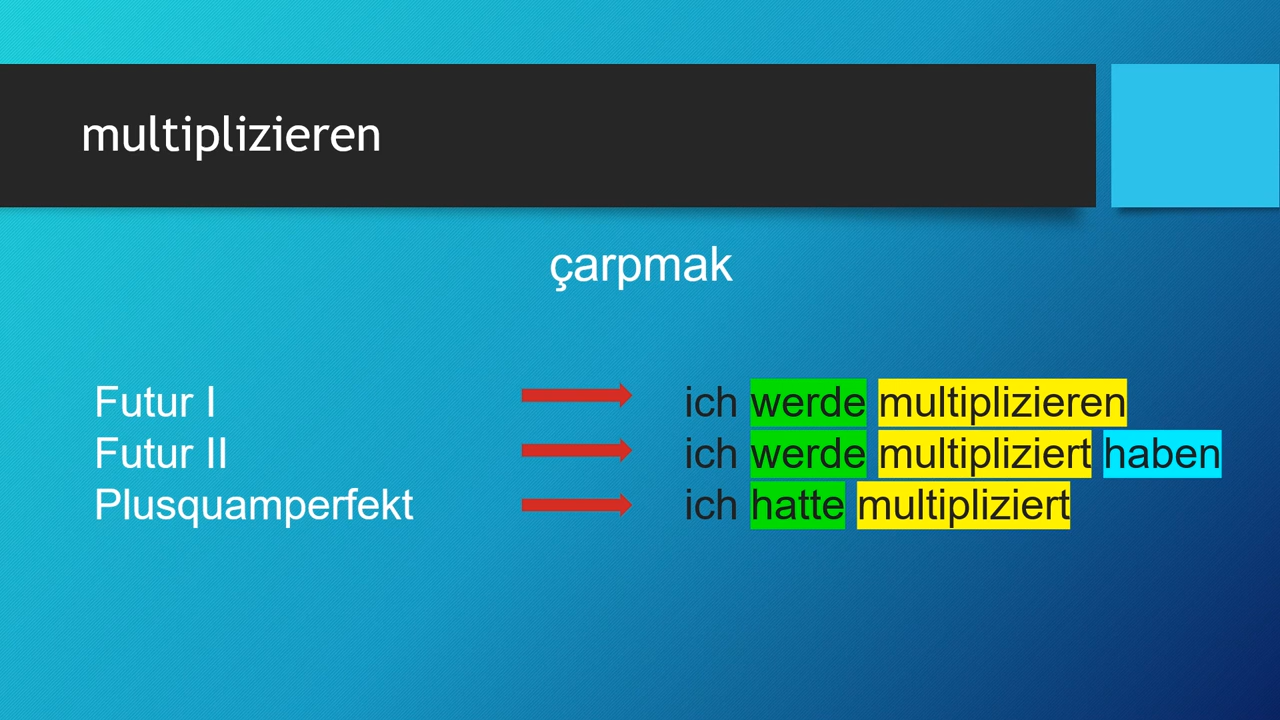 multiplizieren
çarpmak
Futur I ich werde multiplizieren
Futur II ich werde multipliziert haben
Plusquamperfekt ich hatte multipliziert